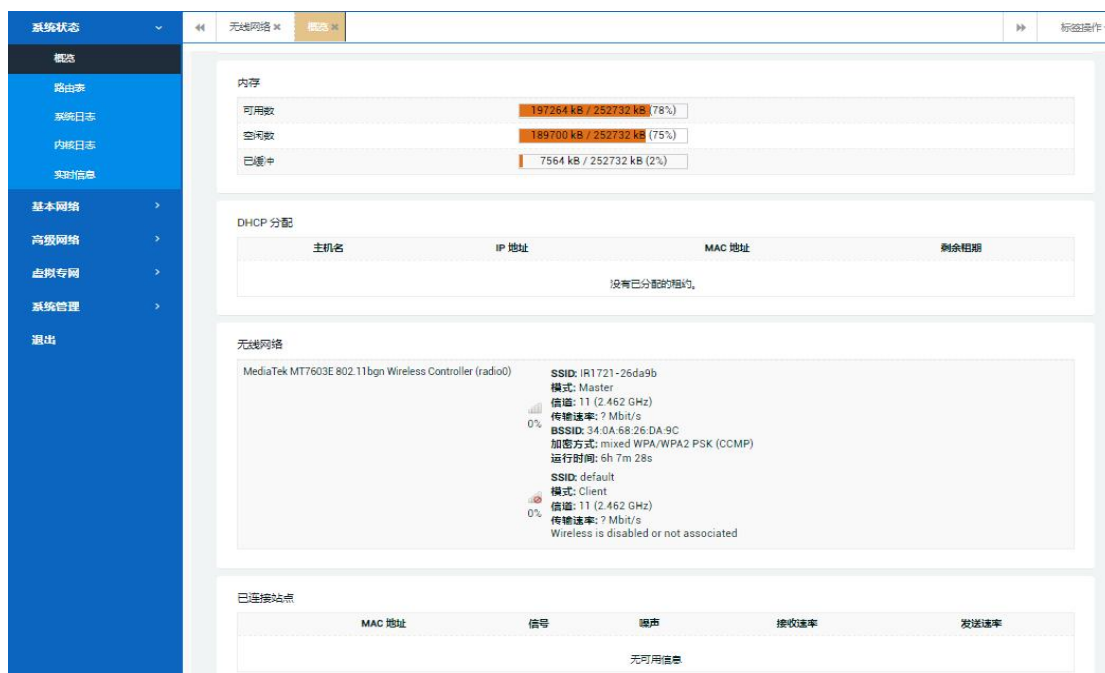 系统状态
概览
路由表
系统日志
内核日志
实时信息
基本网络
高级网络
虚拟专网
系统管理
退出
无线网络
概览
标签操作
内存
可用数 197264 kB / 252732 kB (78%)
空闲数 189700 kB / 252732 kB (75%)
已缓冲 7564 kB / 252732 kB (2%)
DHCP 分配
主机名 IP 地址 MAC 地址 剩余租期
没有已分配的租约。
无线网络
MediaTek MT7603E 802.11bgn Wireless Controller (radio0)
0%
SSID: IR1721-26da9b
模式: Master
信道: 11 (2.462 GHz)
传输速率: ? Mbit/s
BSSID: 34:0A:68:26:DA:9C
加密方式: mixed WPA/WPA2 PSK (CCMP)
运行时间: 6h 7m 28s
0%
SSID: default
模式: Client
信道: 11 (2.462 GHz)
传输速率: ? Mbit/s
Wireless is disabled or not associated
已连接站点
MAC 地址 信号 噪声 接收速率 发送速率
无可用信息